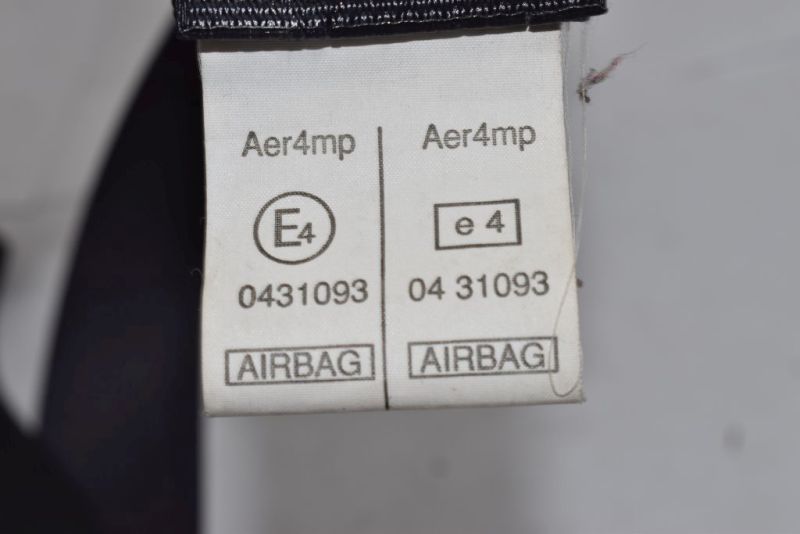 Aer4mp
E4
0431093
AIRBAG
Aer4mp
e 4
04 31093
AIRBAG